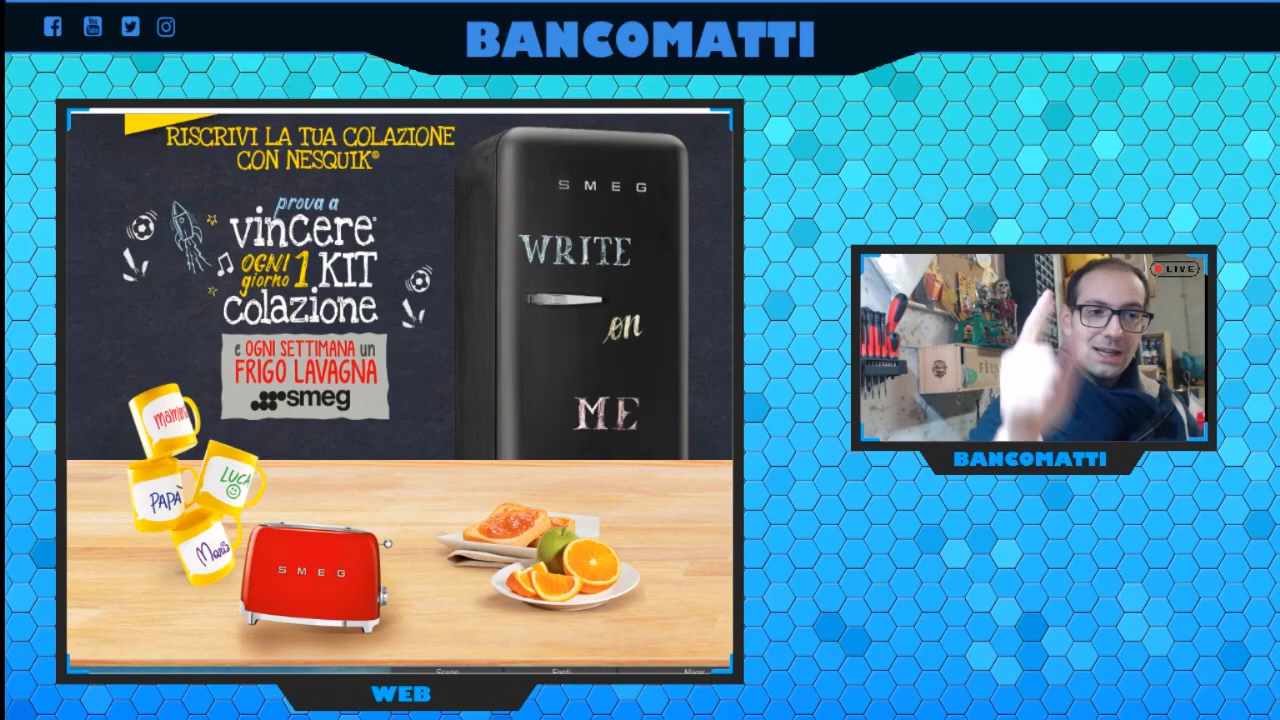 BANCOMATTI
RISCRIVI LA TUA COLAZIONE
CON NESQUIK®
prova a
vincere
OGNI giorno 1 KIT
colazione
e OGNI SETTIMANA un
FRIGO LAVAGNA
smeg
SMEG
WRITE
on
ME
mamma
LUCA
PAPÀ
SMEG
LIVE
BANCOMATTI
WEB